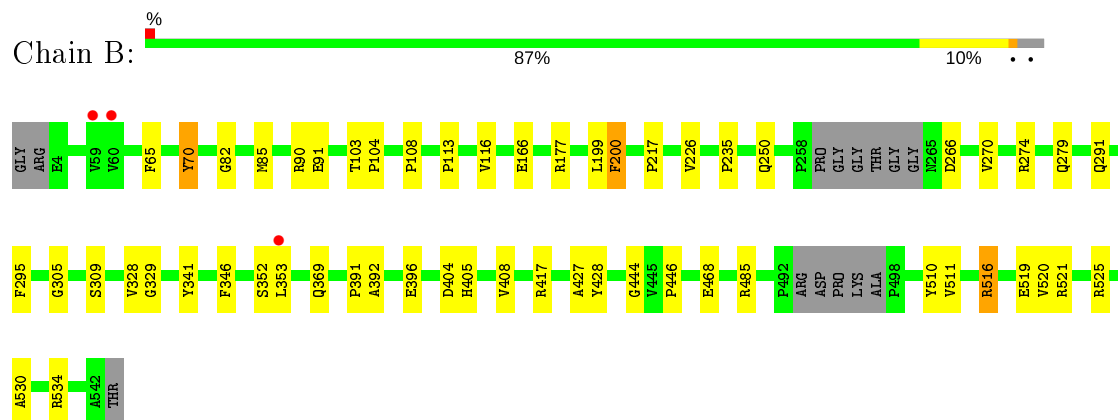 %
Chain B:
87% 10% • •
GLY ARG E4 V59 V60 F65 Y70 G82 M85 R90 E91 T103 P104 P108 P113 V116 E166 R177 L199 F200 P217 V226 P235 Q250 P258 PRO GLY GLY THR GLY GLY N265 D266 V270 R274 Q279 Q291
F295 G305 S309 V328 G329 Y341 F346 S352 L353 Q369 P391 A392 E396 D404 H405 V408 R417 A427 Y428 G444 V445 P446 E468 R485 P492 ARG ASP PRO LYS ALA P498 Y510 V511 R516 E519 V520 R521 R525
A530 R534 A542 THR